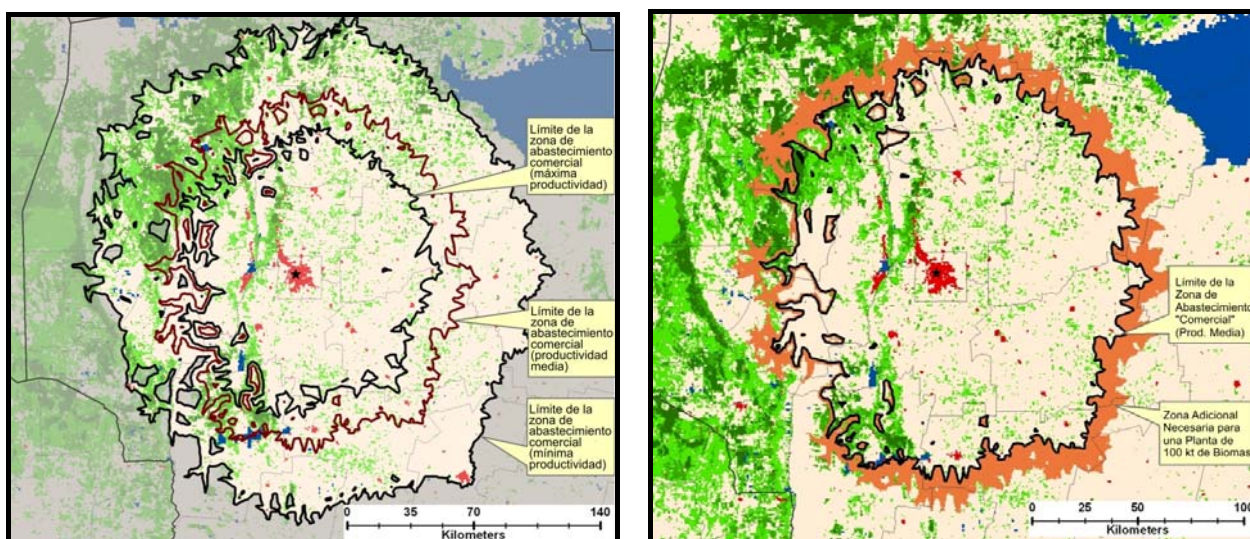 Límite de la
zona de
abastecimiento
comercial
(máxima
productividad)
Límite de la
zona de
abastecimiento
comercial
(productividad
media)
Límite de la
zona de
abastecimiento
comercial
(mínima
productividad)
0 35 70 140
Kilometers
Límite de la
Zona de
Abastecimiento
"Comercial"
(Prod. Media)
Zona Adicional
Necesaria para
una Planta de
100 kt de Biomas
0 25 50 100
Kilometers